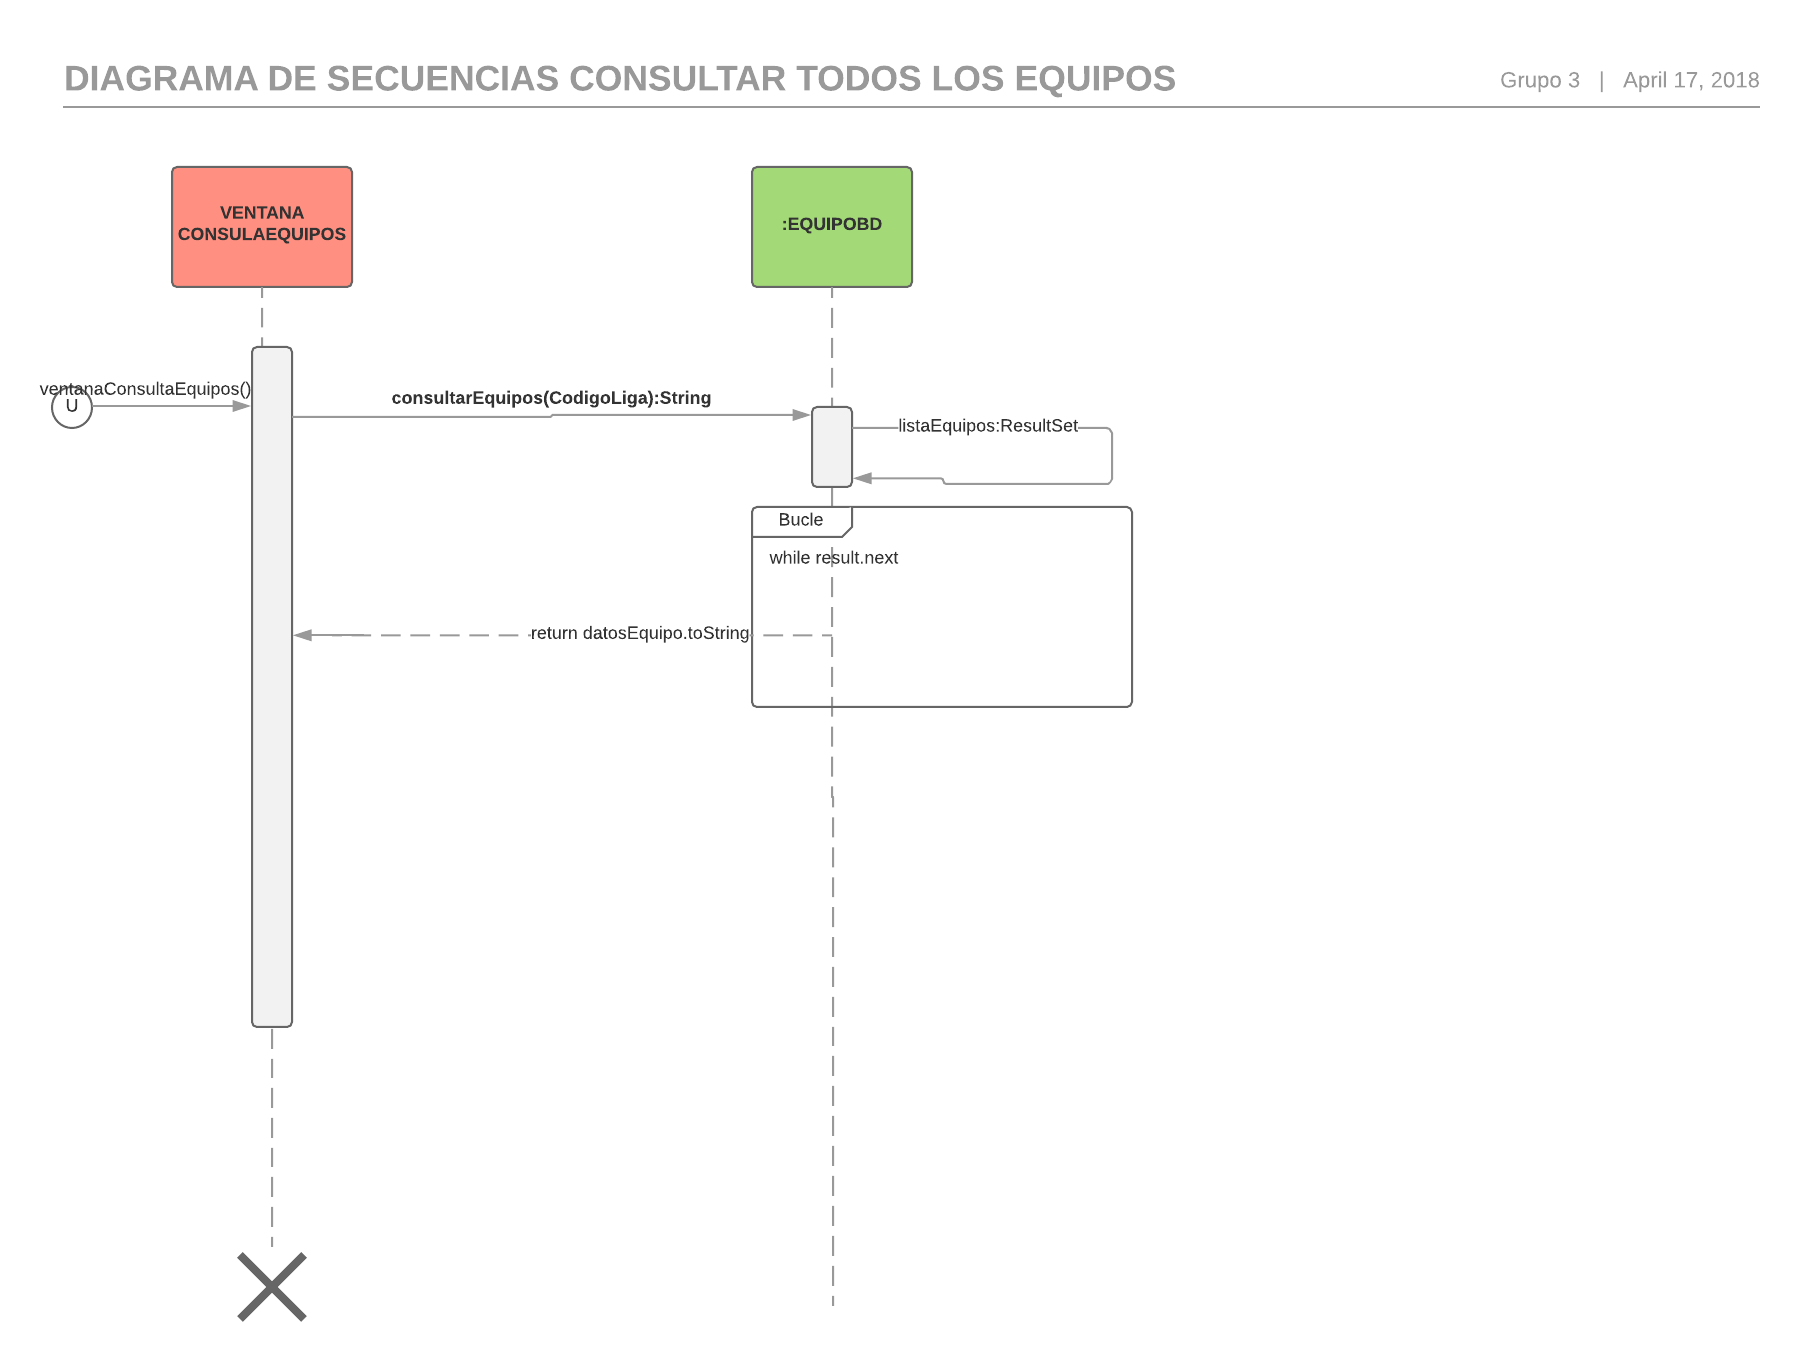 DIAGRAMA DE SECUENCIAS CONSULTAR TODOS LOS EQUIPOS
Grupo 3 | April 17, 2018
VENTANA
CONSULAEQUIPOS
:EQUIPOBD
ventanaConsultaEquipos()
U
consultarEquipos(CodigoLiga):String
listaEquipos:ResultSet
Bucle
while result.next
return datosEquipo.toString